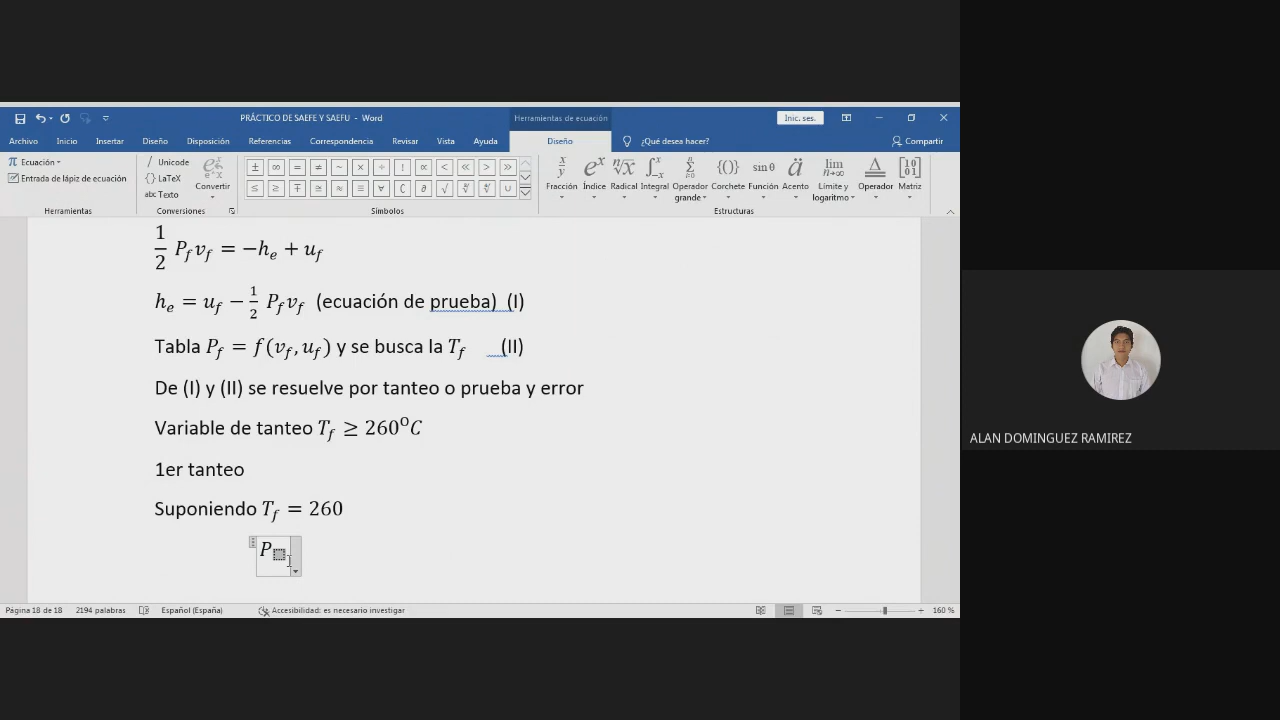 PRÁCTICO DE SAEFE Y SAEFU - Word
Herramientas de ecuación
Inic. ses.
Archivo Inicio Insertar Diseño Disposición Referencias Correspondencia Revisar Vista Ayuda Diseño ¿Qué desea hacer? Compartir
π Ecuación
Entrada de lápiz de ecuación
Herramientas
/ Unicode
LaTeX
abc Texto
Convertir
Conversiones
± ∞ = ≠ ~ × ÷ ! ∝ < ≪ > ≫
≤ ≥ ∓ ≅ ≈ ≡ ∀ ∁ ∂ √ ∛ ∜ ∪
Símbolos
Fracción Índice Radical Integral Operador grande Corchete Función Acento Límite y logaritmo Operador Matriz
Estructuras
1/2 P_f v_f = −h_e + u_f
h_e = u_f − 1/2 P_f v_f (ecuación de prueba) (I)
Tabla P_f = f(v_f, u_f) y se busca la T_f (II)
De (I) y (II) se resuelve por tanteo o prueba y error
Variable de tanteo T_f ≥ 260°C
1er tanteo
Suponiendo T_f = 260
P
Página 18 de 18 2194 palabras Español (España) Accesibilidad: es necesario investigar 160 %
ALAN DOMINGUEZ RAMIREZ